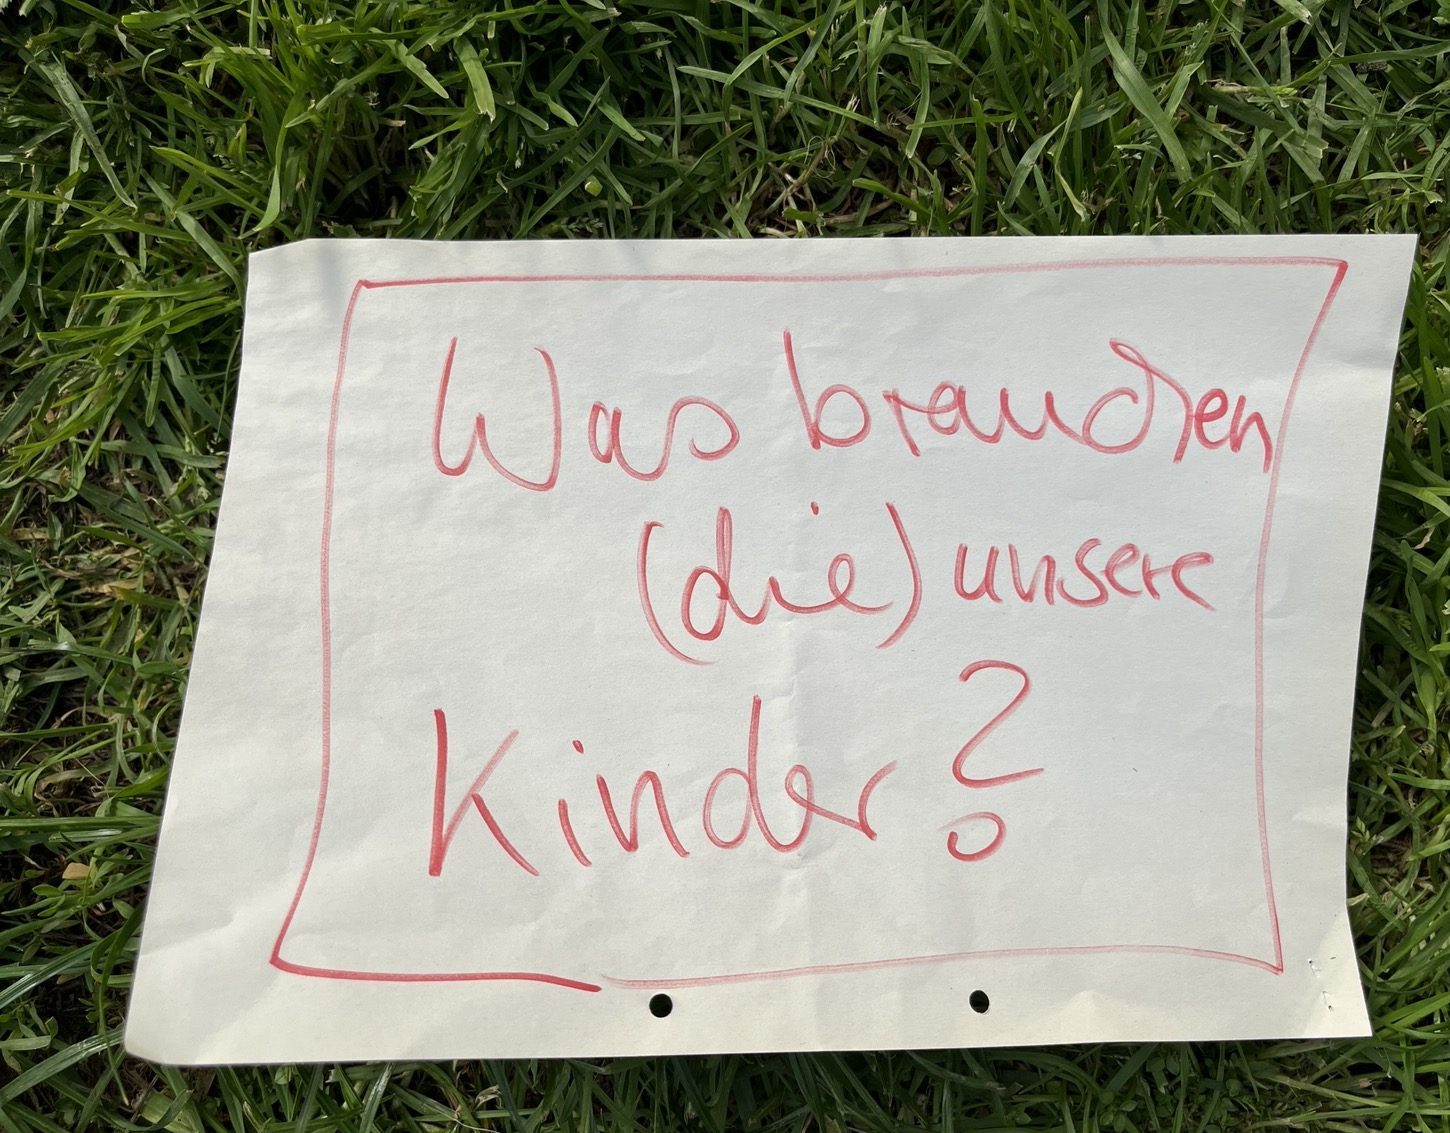 Was brauchen
(die) unsere
Kinder?